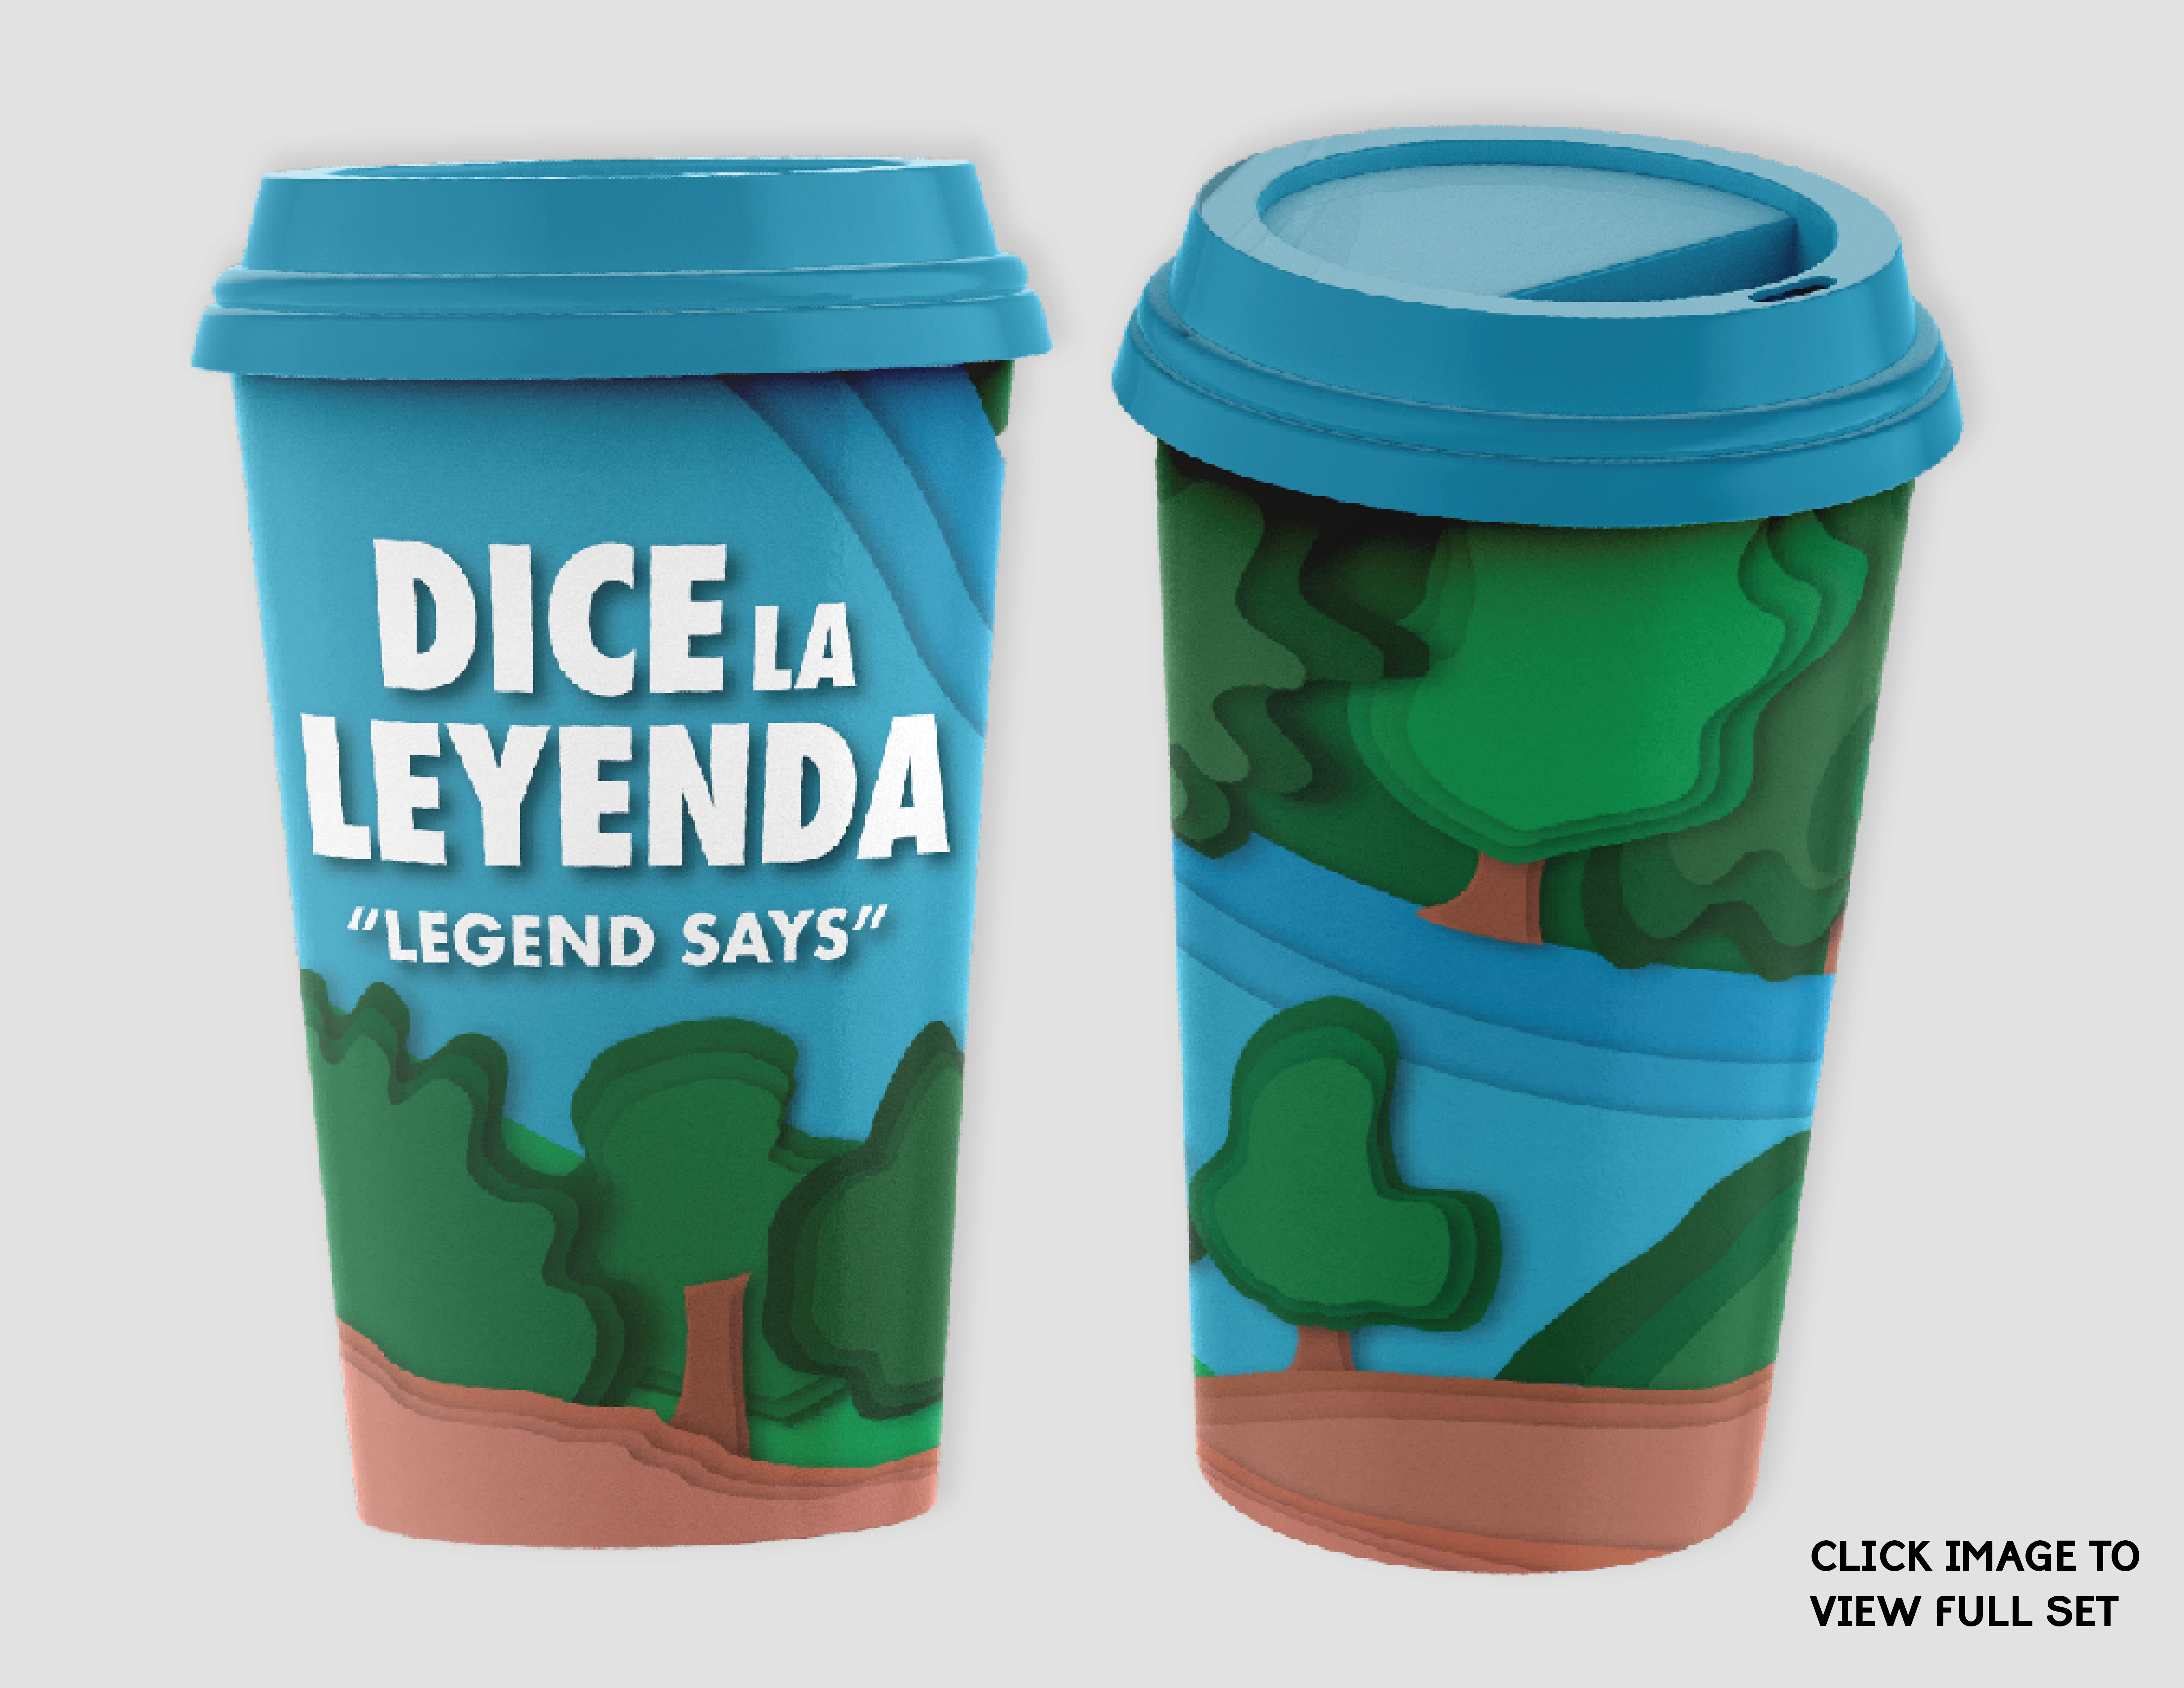 DICE LA
LEYENDA
“LEGEND SAYS”
CLICK IMAGE TO
VIEW FULL SET